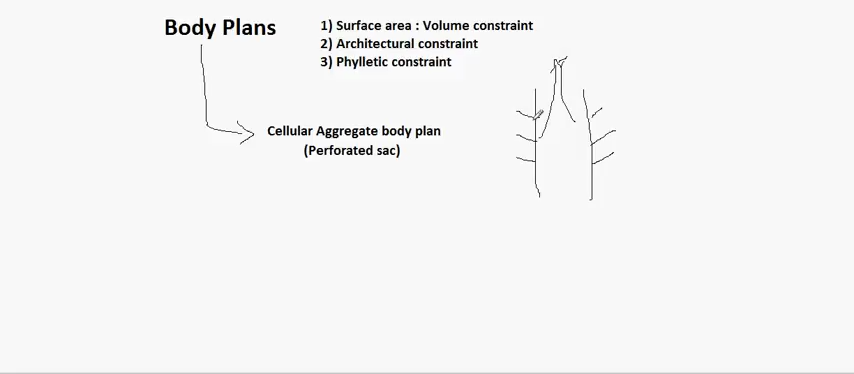 Body Plans
1) Surface area : Volume constraint
2) Architectural constraint
3) Phylletic constraint
Cellular Aggregate body plan
(Perforated sac)